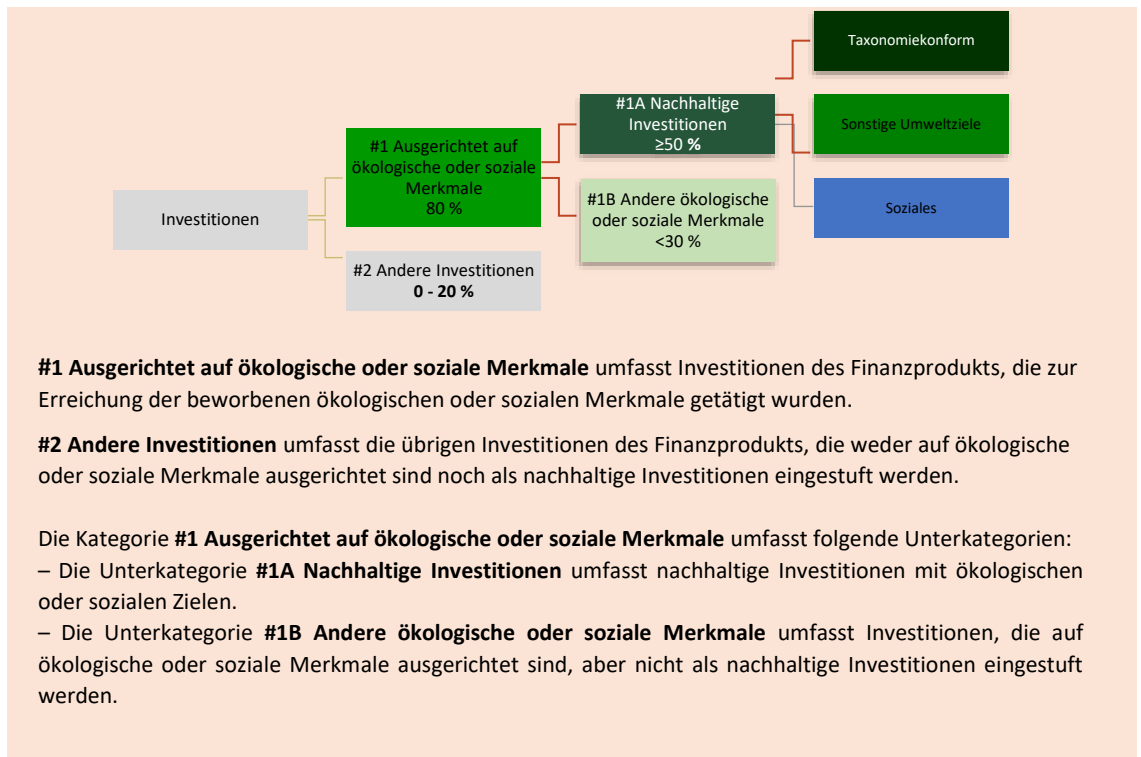 Taxonomiekonform
#1A Nachhaltige
Investitionen
≥50 %
Sonstige Umweltziele
#1 Ausgerichtet auf
ökologische oder soziale
Merkmale
80 %
#1B Andere ökologische
oder soziale Merkmale
<30 %
Soziales
Investitionen
#2 Andere Investitionen
0 - 20 %
#1 Ausgerichtet auf ökologische oder soziale Merkmale umfasst Investitionen des Finanzprodukts, die zur
Erreichung der beworbenen ökologischen oder sozialen Merkmale getätigt wurden.
#2 Andere Investitionen umfasst die übrigen Investitionen des Finanzprodukts, die weder auf ökologische
oder soziale Merkmale ausgerichtet sind noch als nachhaltige Investitionen eingestuft werden.
Die Kategorie #1 Ausgerichtet auf ökologische oder soziale Merkmale umfasst folgende Unterkategorien:
– Die Unterkategorie #1A Nachhaltige Investitionen umfasst nachhaltige Investitionen mit ökologischen
oder sozialen Zielen.
– Die Unterkategorie #1B Andere ökologische oder soziale Merkmale umfasst Investitionen, die auf
ökologische oder soziale Merkmale ausgerichtet sind, aber nicht als nachhaltige Investitionen eingestuft
werden.